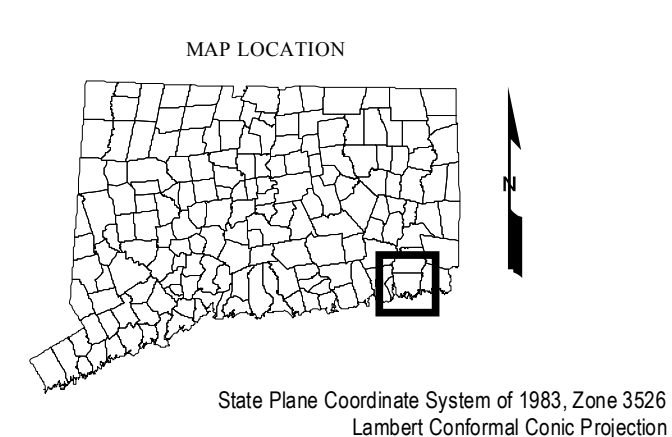 MAP LOCATION
N
State Plane Coordinate System of 1983, Zone 3526
Lambert Conformal Conic Projection